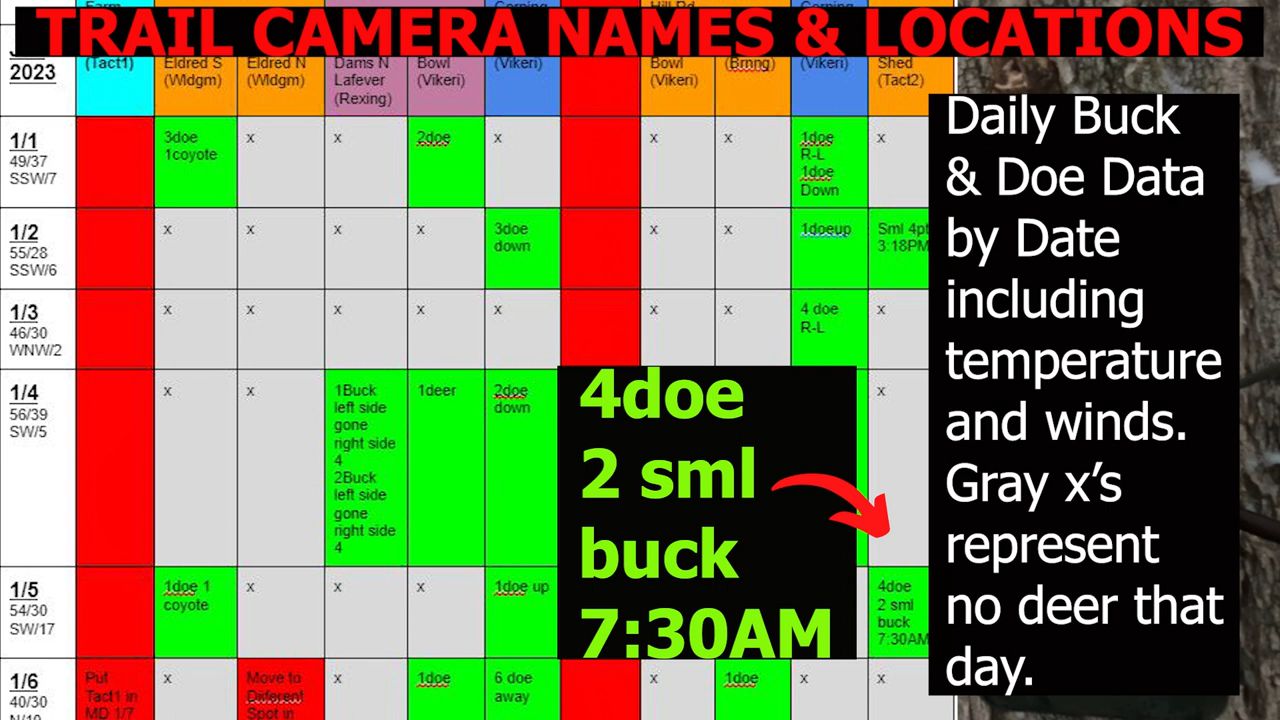 TRAIL CAMERA NAMES & LOCATIONS
2023
(Tact1)
Eldred S
(Wldgm)
Eldred N
(Wldgm)
Dams N
Lafever
(Rexing)
Bowl
(Vikeri)
(Vikeri)
Bowl
(Vikeri)
(Brnng)
(Vikeri)
Shed
(Tact2)
1/1
49/37
SSW/7
3doe
1coyote
x
x
2doe
x
x
x
1doe
R-L
1doe
Down
x
1/2
55/28
SSW/6
x
x
x
x
3doe
down
x
x
1doeup
Sml 4pt
3:18PM
1/3
46/30
WNW/2
x
x
x
x
x
x
x
4 doe
R-L
x
1/4
56/39
SW/5
x
x
1Buck
left side
gone
right side
4
2Buck
left side
gone
right side
4
1deer
2doe
down
x
1/5
54/30
SW/17
1doe 1
coyote
x
x
x
1doe up
4doe
2 sml
buck
7:30AM
1/6
40/30
Put
Tact1 in
MD 1/7
x
Move to
Different
Spot in
x
1doe
6 doe
away
x
1doe
x
x
4doe
2 sml
buck
7:30AM
Daily Buck
& Doe Data
by Date
including
temperature
and winds.
Gray x’s
represent
no deer that
day.